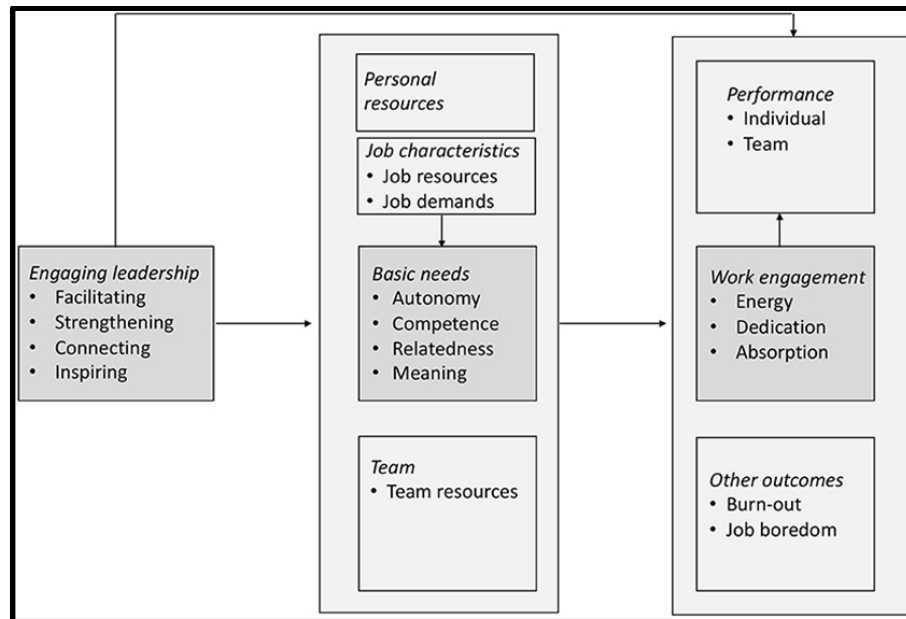 Engaging leadership
• Facilitating
• Strengthening
• Connecting
• Inspiring
Personal
resources
Job characteristics
• Job resources
• Job demands
Basic needs
• Autonomy
• Competence
• Relatedness
• Meaning
Team
• Team resources
Performance
• Individual
• Team
Work engagement
• Energy
• Dedication
• Absorption
Other outcomes
• Burn-out
• Job boredom